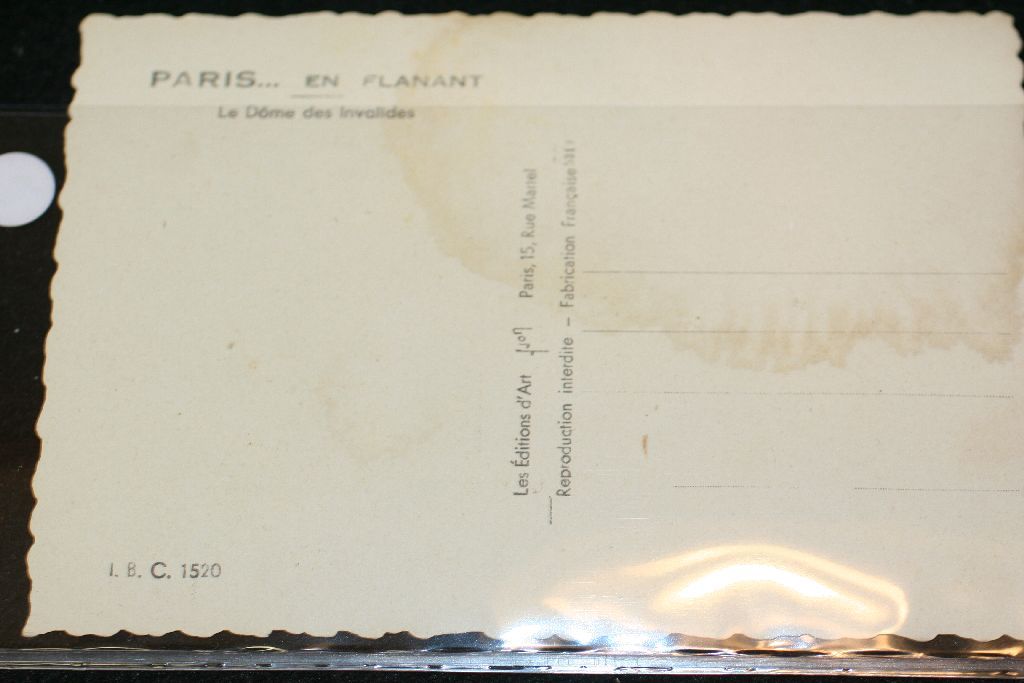 PARIS... EN FLANANT
Le Dôme des Invalides
Les Éditions d'Art Yvon Paris, 15, Rue Martel
Reproduction interdite – Fabrication Française
I. B. C. 1520